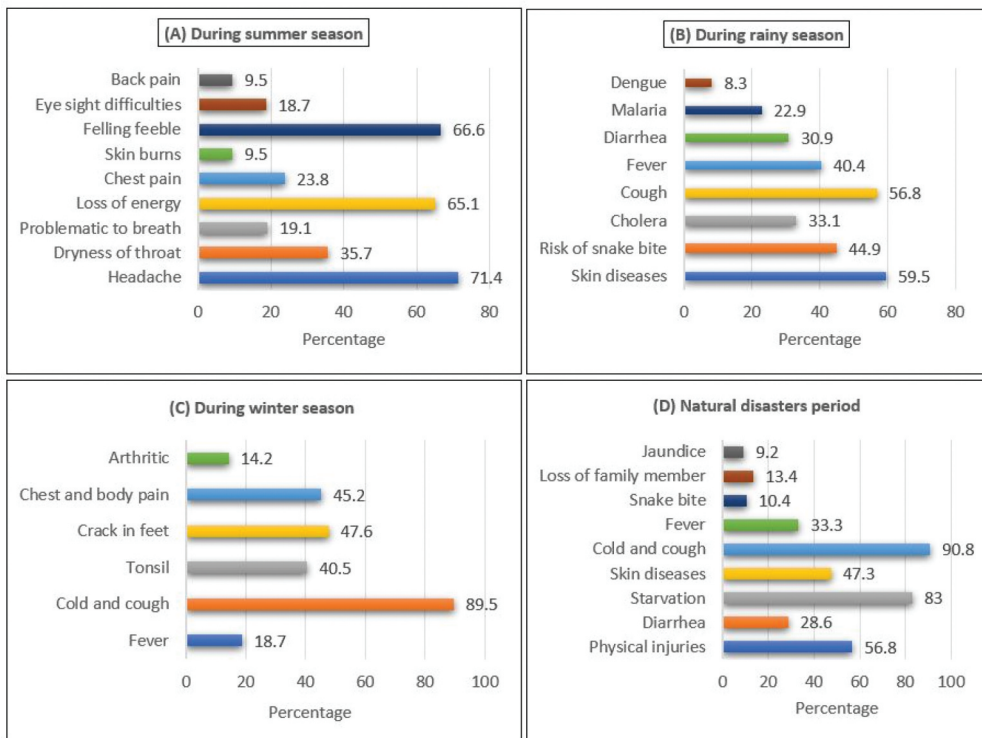 (A) During summer season
Back pain 9.5
Eye sight difficulties 18.7
Felling feeble 66.6
Skin burns 9.5
Chest pain 23.8
Loss of energy 65.1
Problematic to breath 19.1
Dryness of throat 35.7
Headache 71.4
0 20 40 60 80
Percentage
(B) During rainy season
Dengue 8.3
Malaria 22.9
Diarrhea 30.9
Fever 40.4
Cough 56.8
Cholera 33.1
Risk of snake bite 44.9
Skin diseases 59.5
0 20 40 60 80
Percentage
(C) During winter season
Arthritic 14.2
Chest and body pain 45.2
Crack in feet 47.6
Tonsil 40.5
Cold and cough 89.5
Fever 18.7
0 20 40 60 80 100
Percentage
(D) Natural disasters period
Jaundice 9.2
Loss of family member 13.4
Snake bite 10.4
Fever 33.3
Cold and cough 90.8
Skin diseases 47.3
Starvation 83
Diarrhea 28.6
Physical injuries 56.8
0 20 40 60 80 100
Percentage